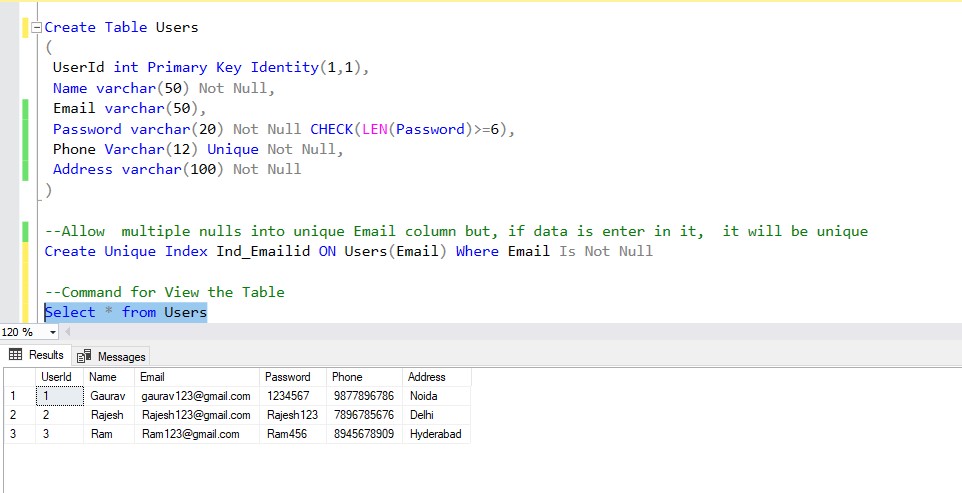 Create Table Users
(
UserId int Primary Key Identity(1,1),
Name varchar(50) Not Null,
Email varchar(50),
Password varchar(20) Not Null CHECK(LEN(Password)>=6),
Phone Varchar(12) Unique Not Null,
Address varchar(100) Not Null
)
--Allow  multiple nulls into unique Email column but, if data is enter in it,  it will be unique
Create Unique Index Ind_Emailid ON Users(Email) Where Email Is Not Null
--Command for View the Table
Select * from Users
120 %
Results Messages
UserId Name Email Password Phone Address
1 1 Gaurav gaurav123@gmail.com 1234567 9877896786 Noida
2 2 Rajesh Rajesh123@gmail.com Rajesh123 7896785676 Delhi
3 3 Ram Ram123@gmail.com Ram456 8945678909 Hyderabad